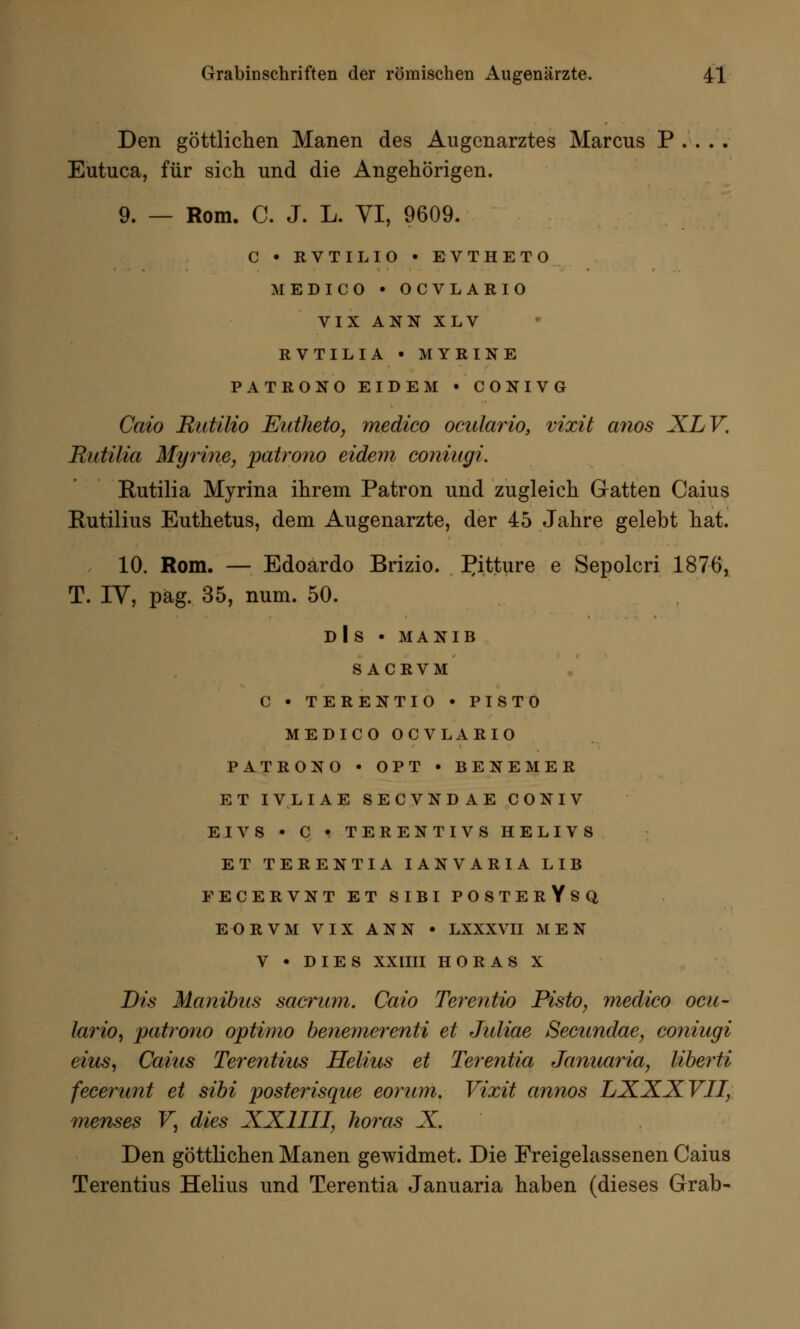 Grabinschriften der römischen Augenärzte. 41
Den göttlichen Manen des Augenarztes Marcus P . . . .
Eutuca, für sich und die Angehörigen.
9. — Rom. C. J. L. VI, 9609.
C • RVTILIO • EVTHETO
MEDICO • OCVLARIO
VIX ANN XLV
RVTILIA • MYRINE
PATRONO EIDEM • CONIVG
Caio Rutilio Eutheto, medico oculario, vixit anos XLV.
Rutilia Myrine, patrono eidem coniugi.
Rutilia Myrina ihrem Patron und zugleich Gatten Caius
Rutilius Euthetus, dem Augenarzte, der 45 Jahre gelebt hat.
10. Rom. — Edoardo Brizio. Pitture e Sepolcri 1876,
T. IV, pag. 35, num. 50.
DIS • MANIB
SACRVM
C • TERENTIO • PISTO
MEDICO OCVLARIO
PATRONO • OPT • BENEMER
ET IVLIAE SECVNDAE CONIV
EIVS • C • TERENTIVS HELIVS
ET TERENTIA IANVARIA LIB
FECERVNT ET SIBI POSTERYSQ
EORVM VIX ANN • LXXXVII MEN
V • DIES XXIIII HORAS X
Dis Manibus sacrum. Caio Terentio Pisto, medico ocu-
lario, patrono optimo benemerenti et Juliae Secundae, coniugi
eius, Caius Terentius Helius et Terentia Januaria, liberti
fecerunt et sibi posterisque eorum. Vixit annos LXXXVII,
menses V, dies XXIIII, horas X.
Den göttlichen Manen gewidmet. Die Freigelassenen Caius
Terentius Helius und Terentia Januaria haben (dieses Grab-